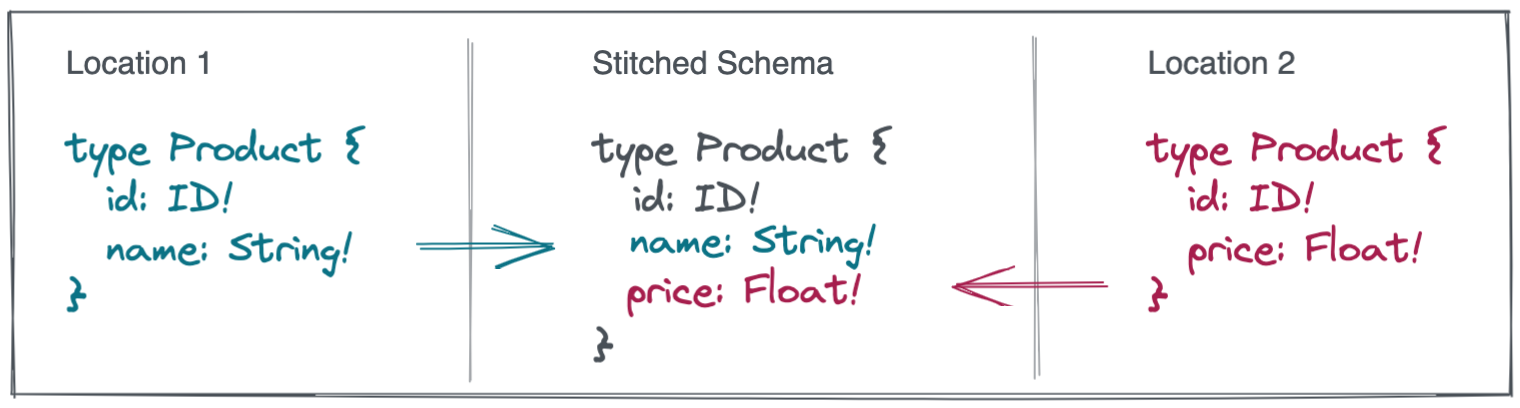 Location 1
type Product {
id: ID!
name: String!
}
Stitched Schema
type Product {
id: ID!
name: String!
price: Float!
}
Location 2
type Product {
id: ID!
price: Float!
}